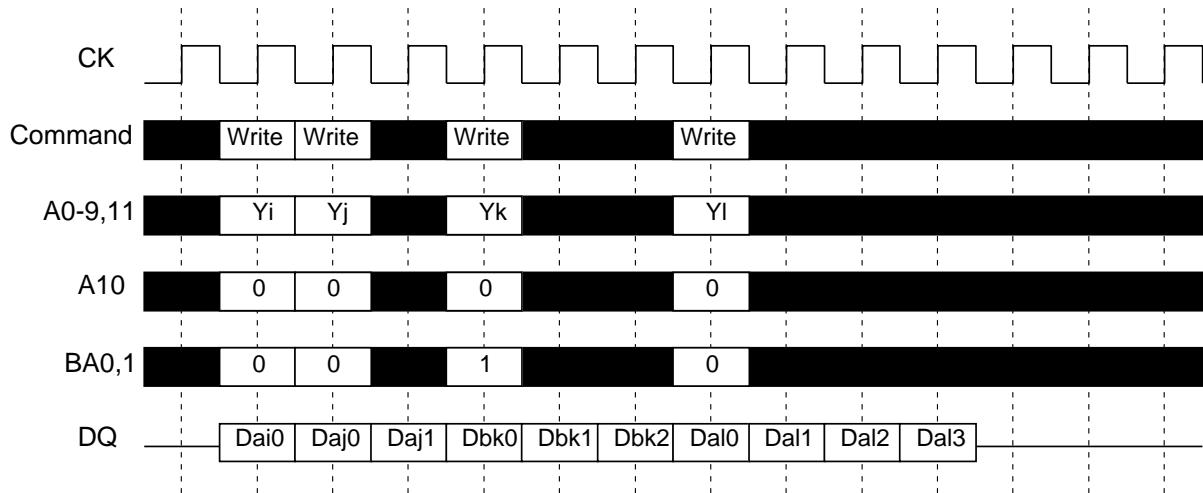 CK
Command Write Write Write Write
A0-9,11 Yi Yj Yk Yl
A10 0 0 0 0
BA0,1 0 0 1 0
DQ Dai0 Daj0 Daj1 Dbk0 Dbk1 Dbk2 Dal0 Dal1 Dal2 Dal3